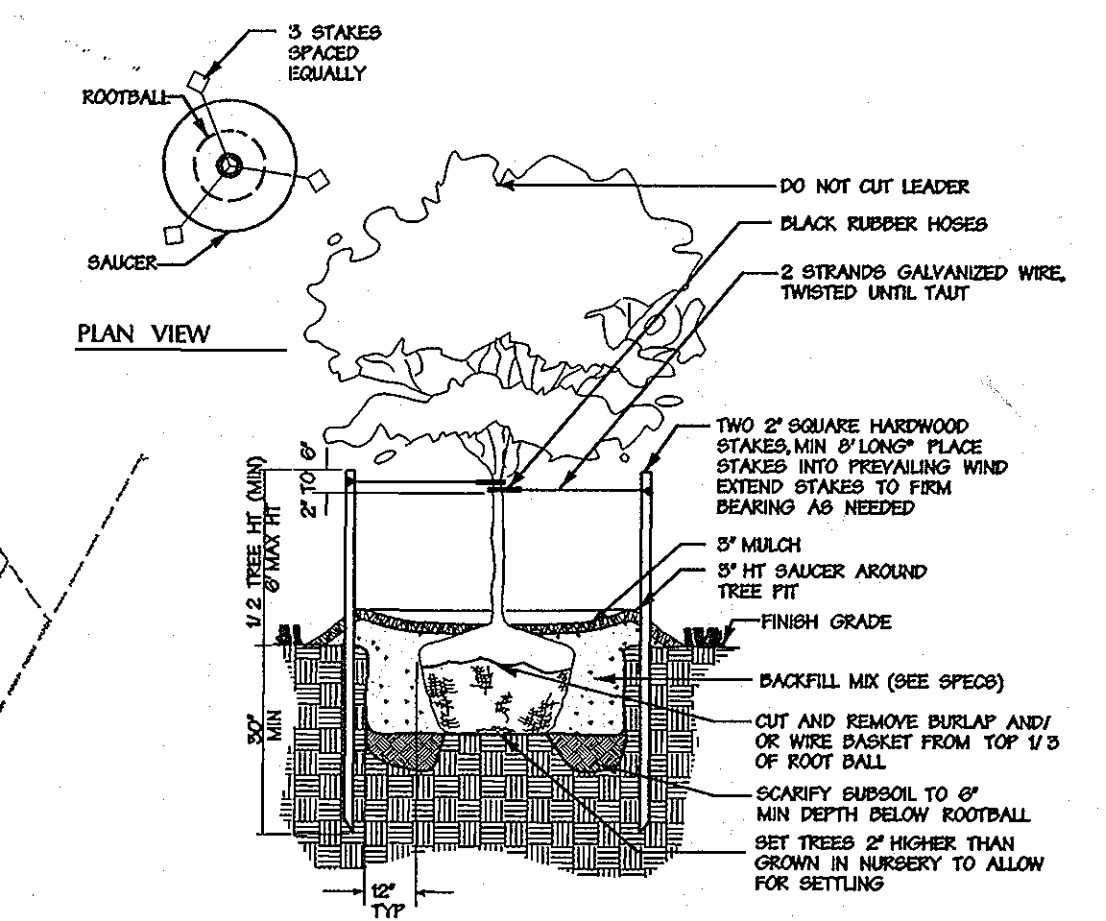 3 STAKES
SPACED
EQUALLY
ROOTBALL
SAUCER
PLAN VIEW
DO NOT CUT LEADER
BLACK RUBBER HOSES
2 STRANDS GALVANIZED WIRE,
TWISTED UNTIL TAUT
TWO 2" SQUARE HARDWOOD
STAKES, MIN 8' LONG" PLACE
STAKES INTO PREVAILING WIND
EXTEND STAKES TO FIRM
BEARING AS NEEDED
3" MULCH
3" HT SAUCER AROUND
TREE PIT
FINISH GRADE
BACKFILL MIX (SEE SPECS)
CUT AND REMOVE BURLAP AND/
OR WIRE BASKET FROM TOP 1/3
OF ROOT BALL
SCARIFY SUBSOIL TO 6"
MIN DEPTH BELOW ROOTBALL
SET TREES 2" HIGHER THAN
GROWN IN NURSERY TO ALLOW
FOR SETTLING
2" TO 6"
1/2 TREE HT (MIN)
6' MAX HT
30"
MIN
12"
TYP